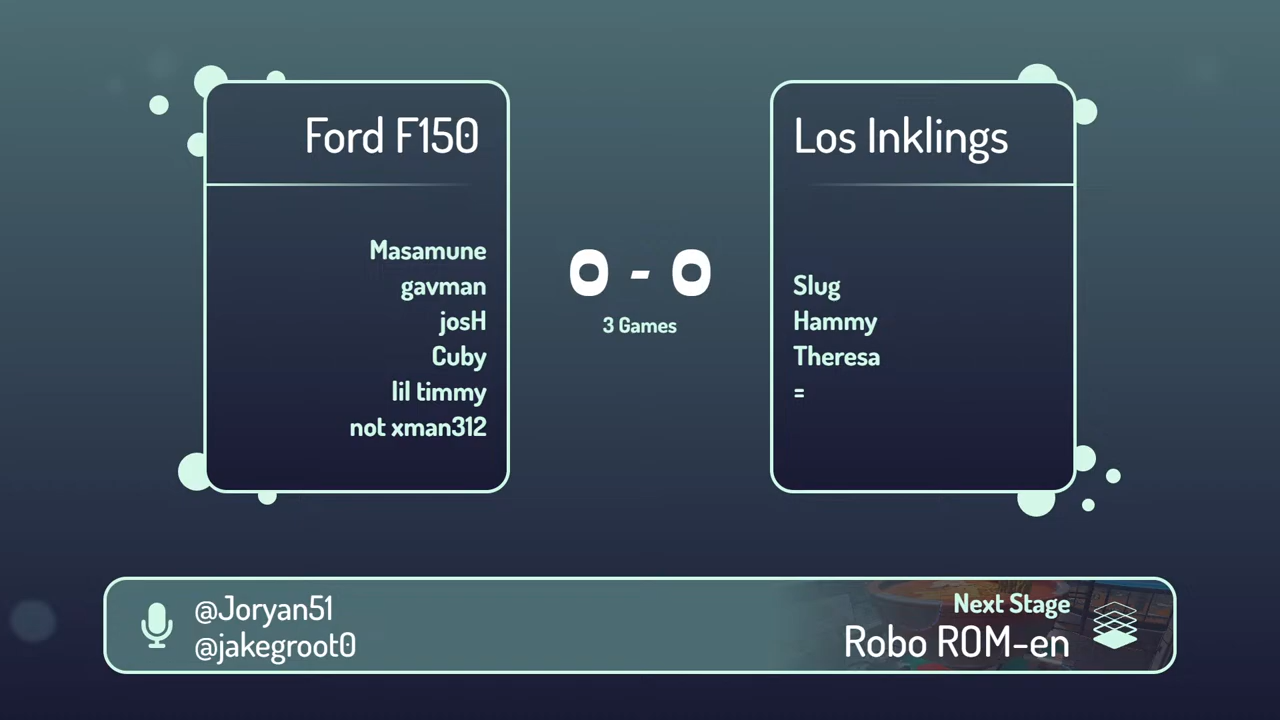 Ford F150
Masamune
gavman
josH
Cuby
lil timmy
not xman312
0 - 0
3 Games
Los Inklings
Slug
Hammy
Theresa
=
@Joryan51
@jakegroot0
Next Stage
Robo ROM-en